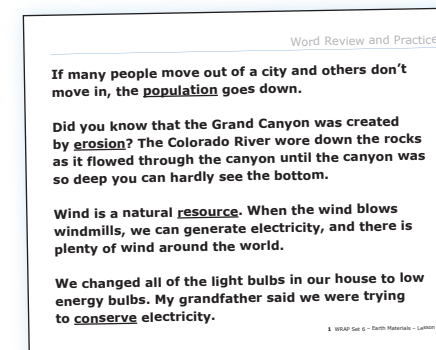 Word Review and Practice
If many people move out of a city and others don't
move in, the population goes down.
Did you know that the Grand Canyon was created
by erosion? The Colorado River wore down the rocks
as it flowed through the canyon until the canyon was
so deep you can hardly see the bottom.
Wind is a natural resource. When the wind blows
windmills, we can generate electricity, and there is
plenty of wind around the world.
We changed all of the light bulbs in our house to low
energy bulbs. My grandfather said we were trying
to conserve electricity.
1 WRAP Set 6 – Earth Materials – Lesson